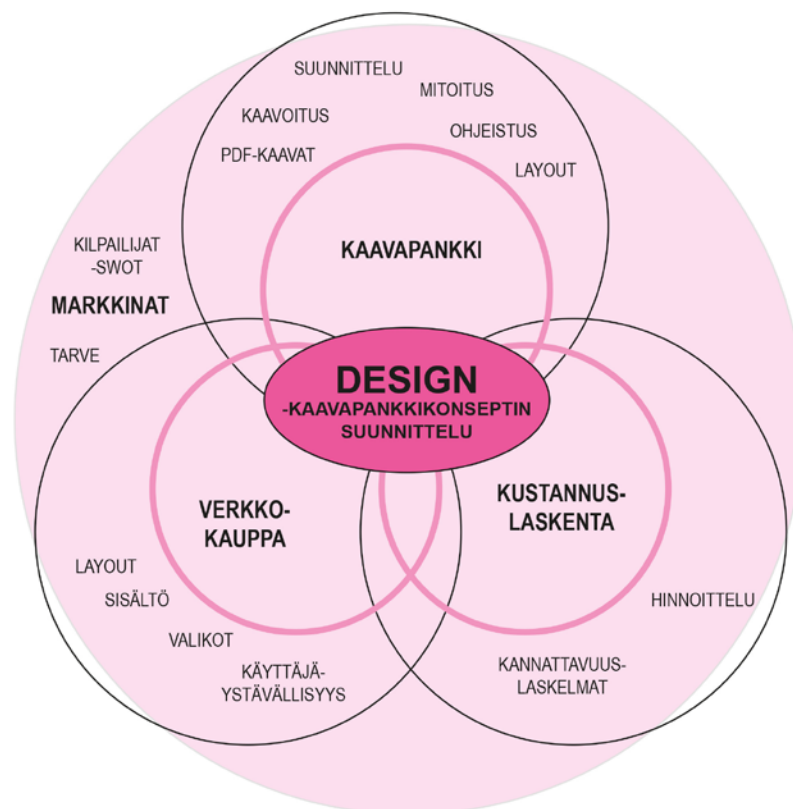 SUUNNITTELU
MITOITUS
KAAVOITUS
OHJEISTUS
PDF-KAAVAT
LAYOUT
KAAVAPANKKI
KILPAILIJAT
-SWOT
MARKKINAT
TARVE
DESIGN
-KAAVAPANKKIKONSEPTIN
SUUNNITTELU
VERKKO-
KAUPPA
KUSTANNUS-
LASKENTA
LAYOUT
SISÄLTÖ
VALIKOT
KÄYTTÄJÄ-
YSTÄVÄLLISYYS
HINNOITTELU
KANNATTAVUUS-
LASKELMAT